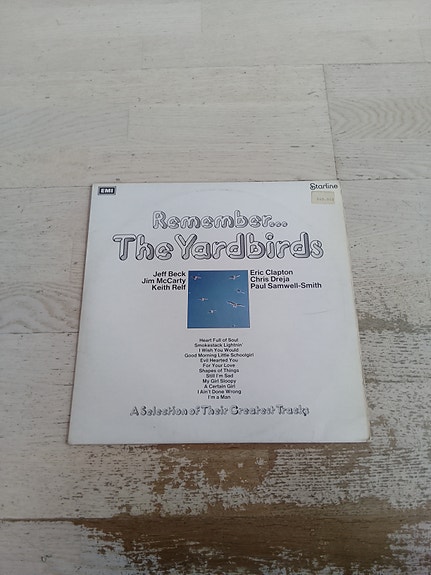 EMI
Starline
Remember...
The Yardbirds
Jeff Beck
Jim McCarty
Keith Relf
Eric Clapton
Chris Dreja
Paul Samwell-Smith
Heart Full of Soul
Smokestack Lightnin'
I Wish You Would
Good Morning Little Schoolgirl
Evil Hearted You
For Your Love
Shapes of Things
Still I'm Sad
My Girl Sloopy
A Certain Girl
I Ain't Done Wrong
I'm a Man
A Selection of Their Greatest Tracks